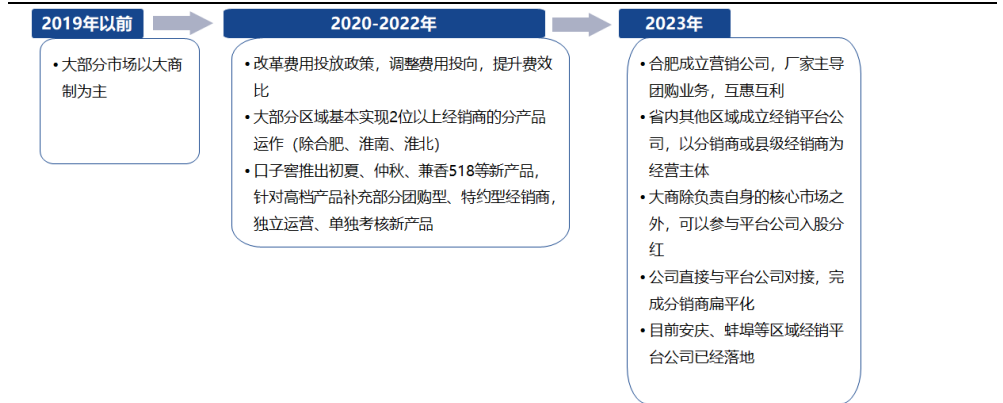 2019年以前
• 大部分市场以大商
制为主
2020-2022年
• 改革费用投放政策，调整费用投向，提升费效
比
• 大部分区域基本实现2位以上经销商的分产品
运作（除合肥、淮南、淮北）
• 口子窖推出初夏、仲秋、兼香518等新产品，
针对高档产品补充部分团购型、特约型经销商，
独立运营、单独考核新产品
2023年
• 合肥成立营销公司，厂家主导
团购业务，互惠互利
• 省内其他区域成立经销平台公
司，以分销商或县级经销商为
经营主体
• 大商除负责自身的核心市场之
外，可以参与平台公司入股分
红
• 公司直接与平台公司对接，完
成分销商扁平化
• 目前安庆、蚌埠等区域经销平
台公司已经落地